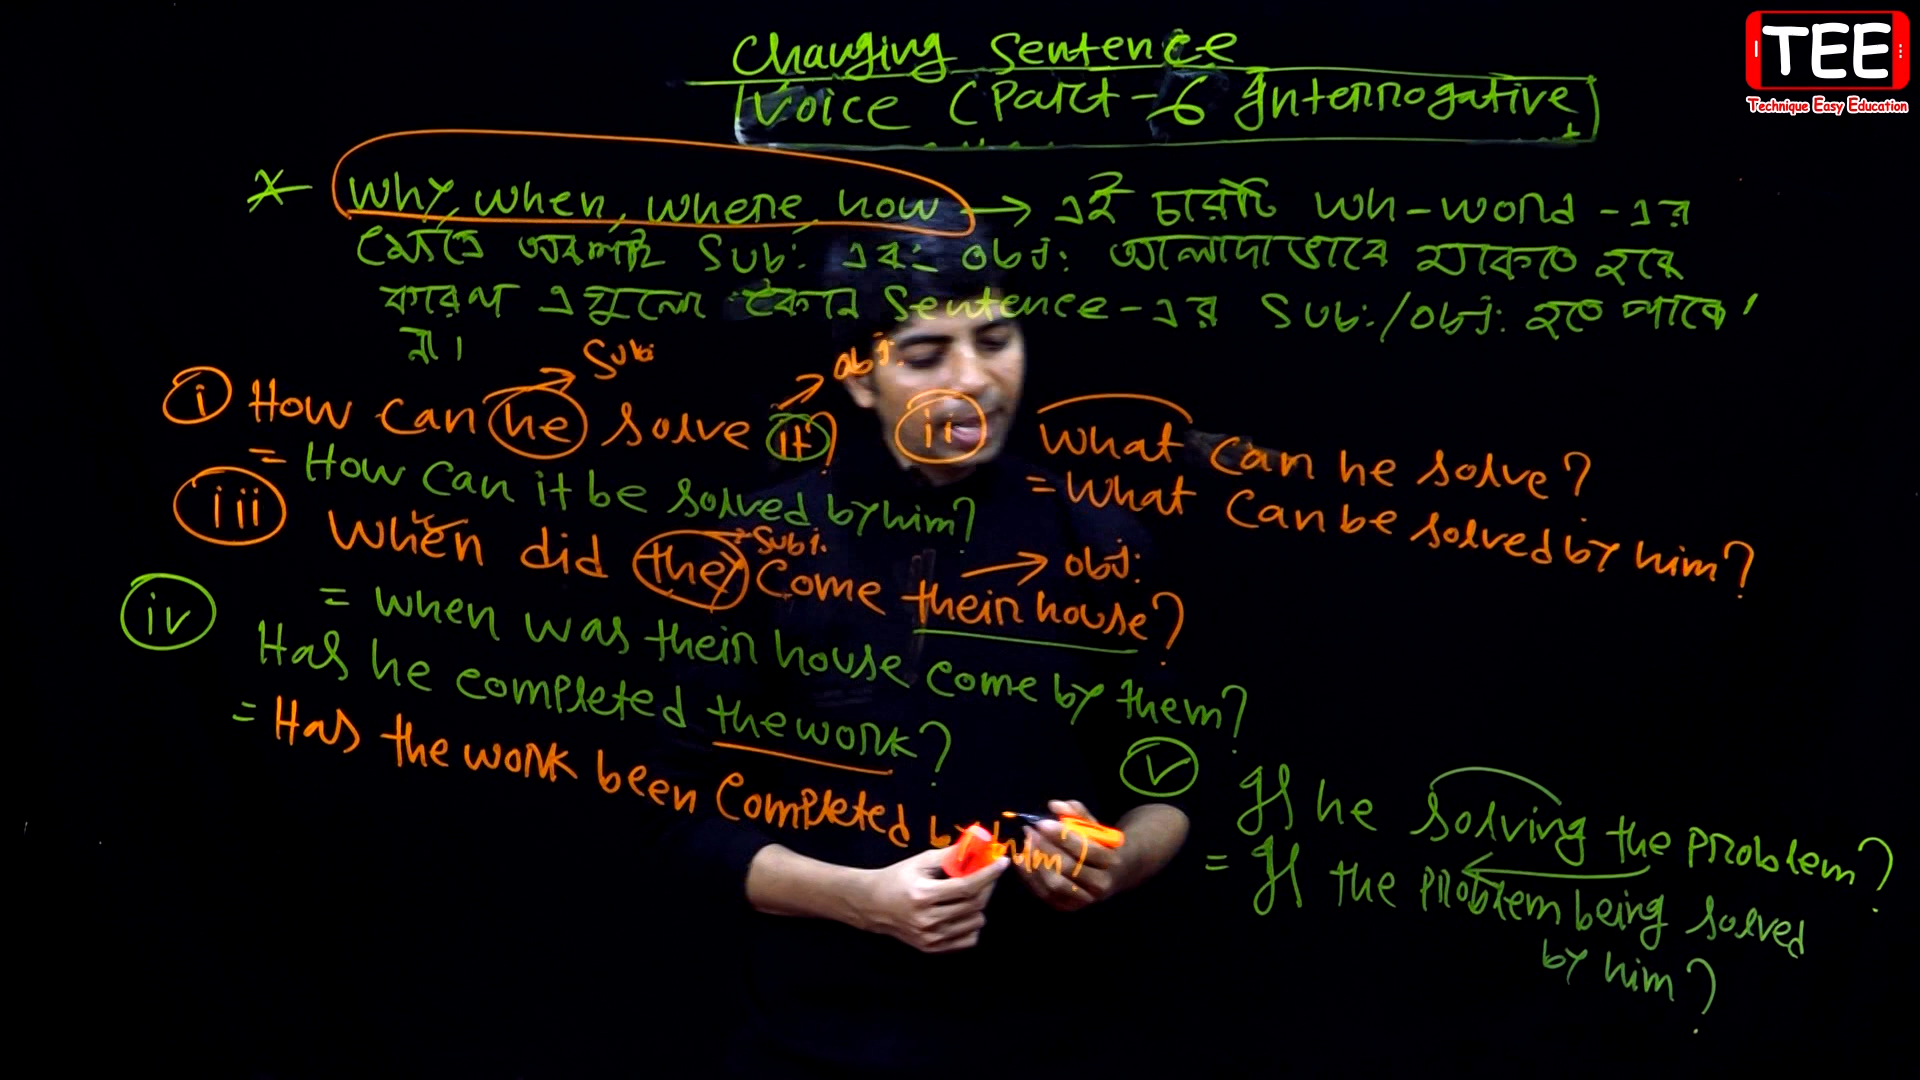 TEE
Technique Easy Education
Changing Sentence
Voice (Part-6 Interrogative
* Why, when, where, how → এই চারটি wh-word-এর
ক্ষেত্রে অবশ্যই Sub: এবং obj: আলাদাভাবে থাকতে হবে
কারণ এগুলো কোন Sentence-এর Sub:/obj: হতে পারে
না।
Sub:
obj:
i How can he solve it?
= How can it be solved by him?
ii What can he solve?
= What can be solved by him?
Sub:
obj:
iii When did they come their house?
= when was their house come by them?
iv Has he completed the work?
= Has the work been completed by him?
v If he solving the problem?
= If the problem being solved
by him?